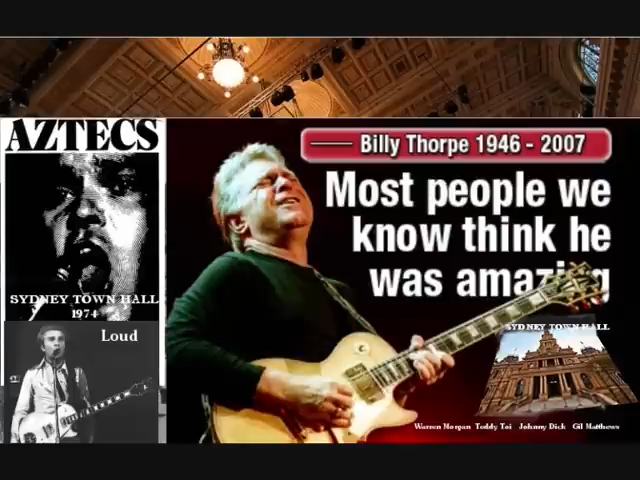 AZTECS
SYDNEY TOWN HALL
1974
Loud
Billy Thorpe 1946 - 2007
Most people we
know think he
was amazing
SYDNEY TOWN HALL
Warren Morgan Teddy Toi Johnny Dick Gil Matthews